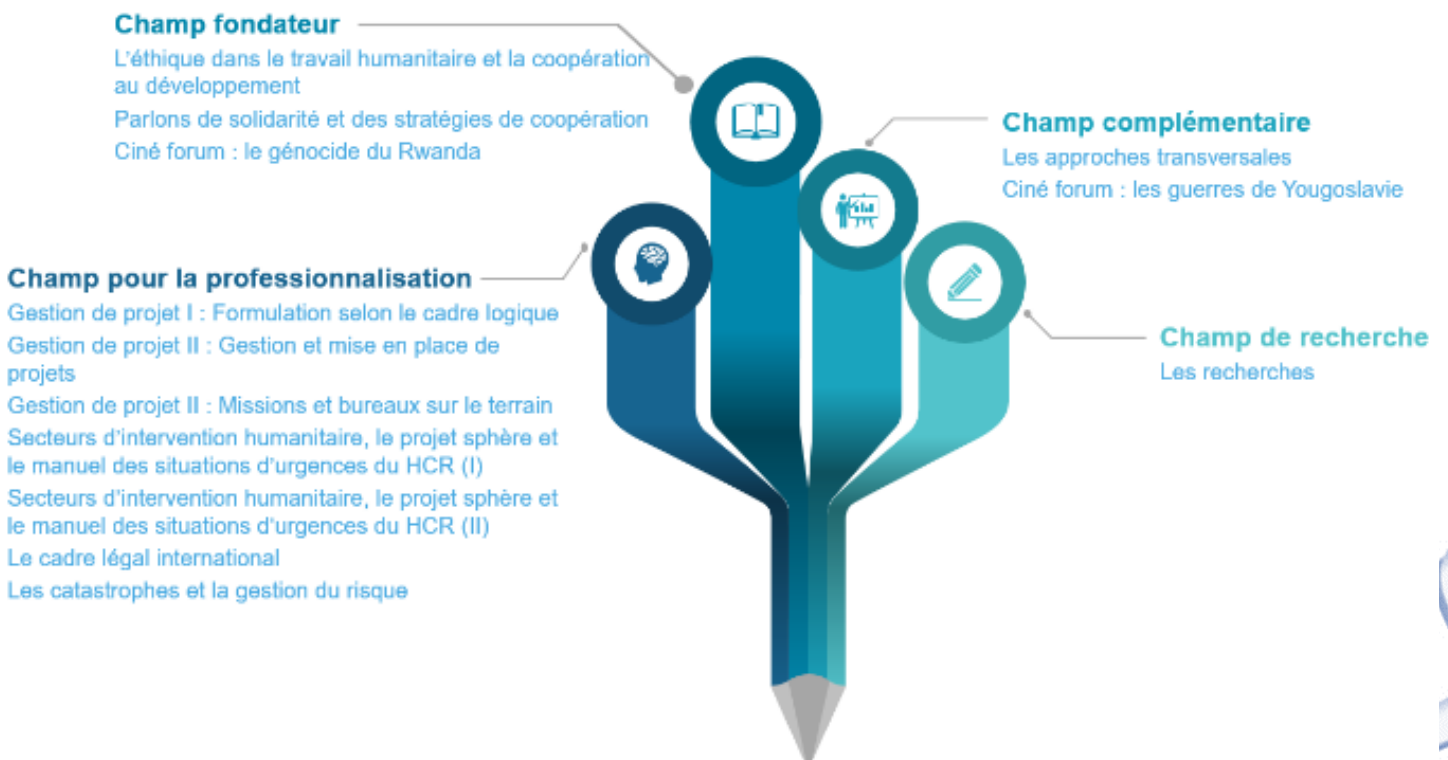 Champ fondateur
L'éthique dans le travail humanitaire et la coopération
au développement
Parlons de solidarité et des stratégies de coopération
Ciné forum : le génocide du Rwanda
Champ complémentaire
Les approches transversales
Ciné forum : les guerres de Yougoslavie
Champ pour la professionnalisation
Gestion de projet I : Formulation selon le cadre logique
Gestion de projet II : Gestion et mise en place de
projets
Gestion de projet II : Missions et bureaux sur le terrain
Secteurs d'intervention humanitaire, le projet sphère et
le manuel des situations d'urgences du HCR (I)
Secteurs d'intervention humanitaire, le projet sphère et
le manuel des situations d'urgences du HCR (II)
Le cadre légal international
Les catastrophes et la gestion du risque
Champ de recherche
Les recherches